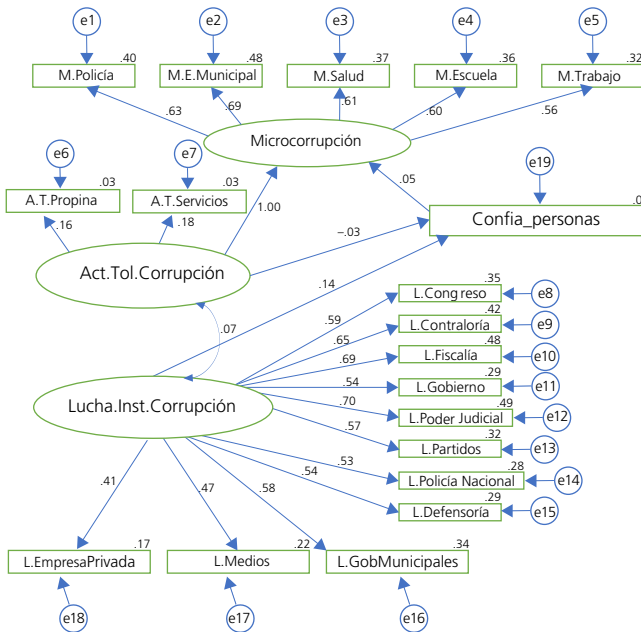 e1 e2 e3 e4 e5
.40 .48 .37 .36 .32
M.Policía M.E.Municipal M.Salud M.Escuela M.Trabajo
.63 .69 .61 .60 .56
Microcorrupción
e6 e7 e19
.03 .03 .05
A.T.Propina A.T.Servicios
1.00
.0
.16 .18 Confia_personas
–.03
Act.Tol.Corrupción
.14
.35
L.Congreso e8
.59
.42
.07 L.Contraloría e9
.65
.48
.69 L.Fiscalía e10
.29
.54 L.Gobierno e11
Lucha.Inst.Corrupción .70 .49
L.Poder Judicial e12
.57 .32
L.Partidos e13
.53 .28
L.Policía Nacional e14
.41 .47 .58 .54 .29
L.Defensoría e15
.17 .22 .34
L.EmpresaPrivada L.Medios L.GobMunicipales
e18 e17 e16